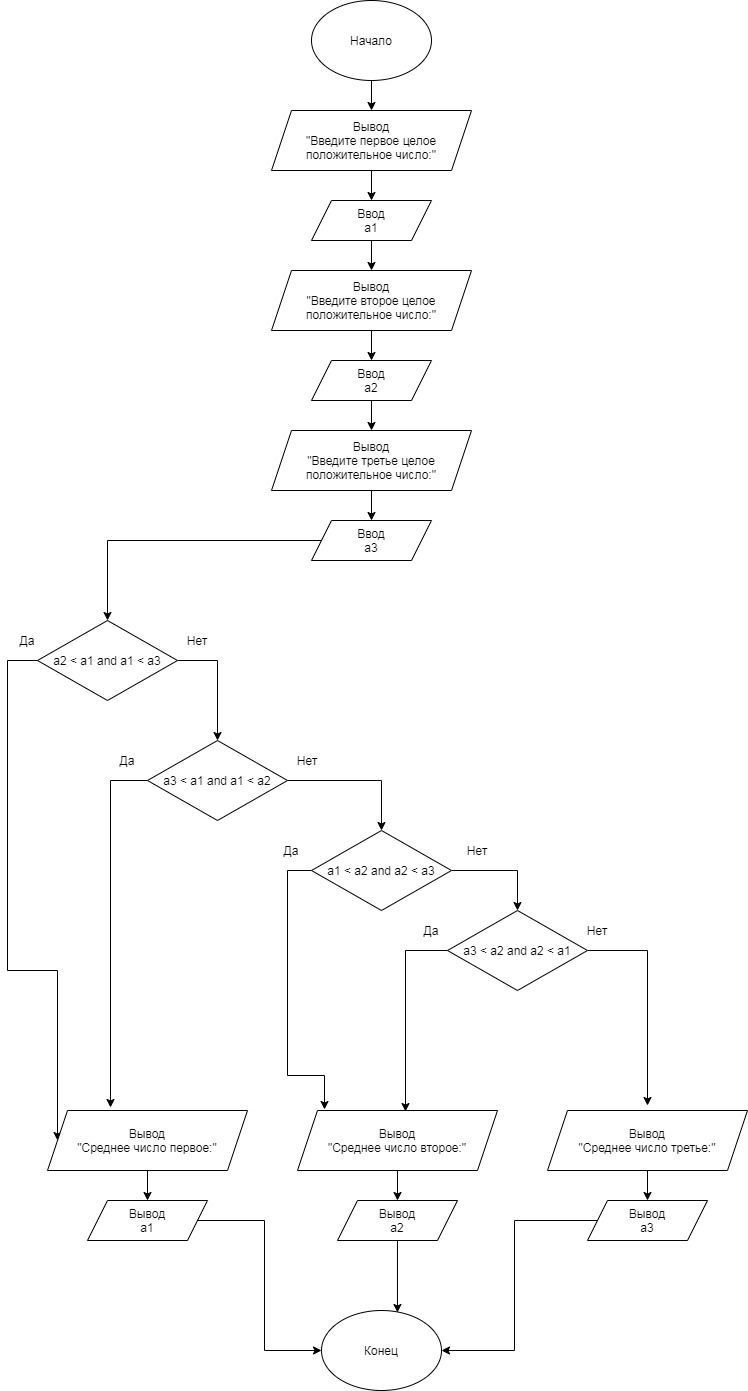 Начало
Вывод
"Введите первое целое
положительное число:"
Ввод
a1
Вывод
"Введите второе целое
положительное число:"
Ввод
a2
Вывод
"Введите третье целое
положительное число:"
Ввод
a3
Да
Нет
a2 < a1 and a1 < a3
Да
Нет
a3 < a1 and a1 < a2
Да
Нет
a1 < a2 and a2 < a3
Да
Нет
a3 < a2 and a2 < a1
Вывод
"Среднее число первое:"
Вывод
"Среднее число второе:"
Вывод
"Среднее число третье:"
Вывод
a1
Вывод
a2
Вывод
a3
Конец